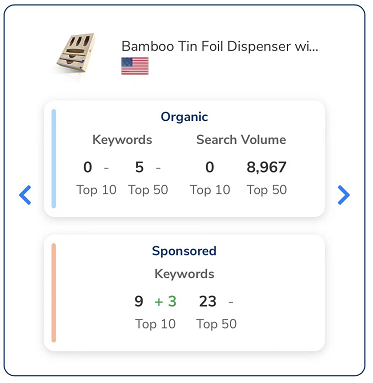 Bamboo Tin Foil Dispenser wi...
Organic
Keywords Search Volume
0 - 5 - 0 8,967
Top 10 Top 50 Top 10 Top 50
Sponsored
Keywords
9 + 3 23 -
Top 10 Top 50